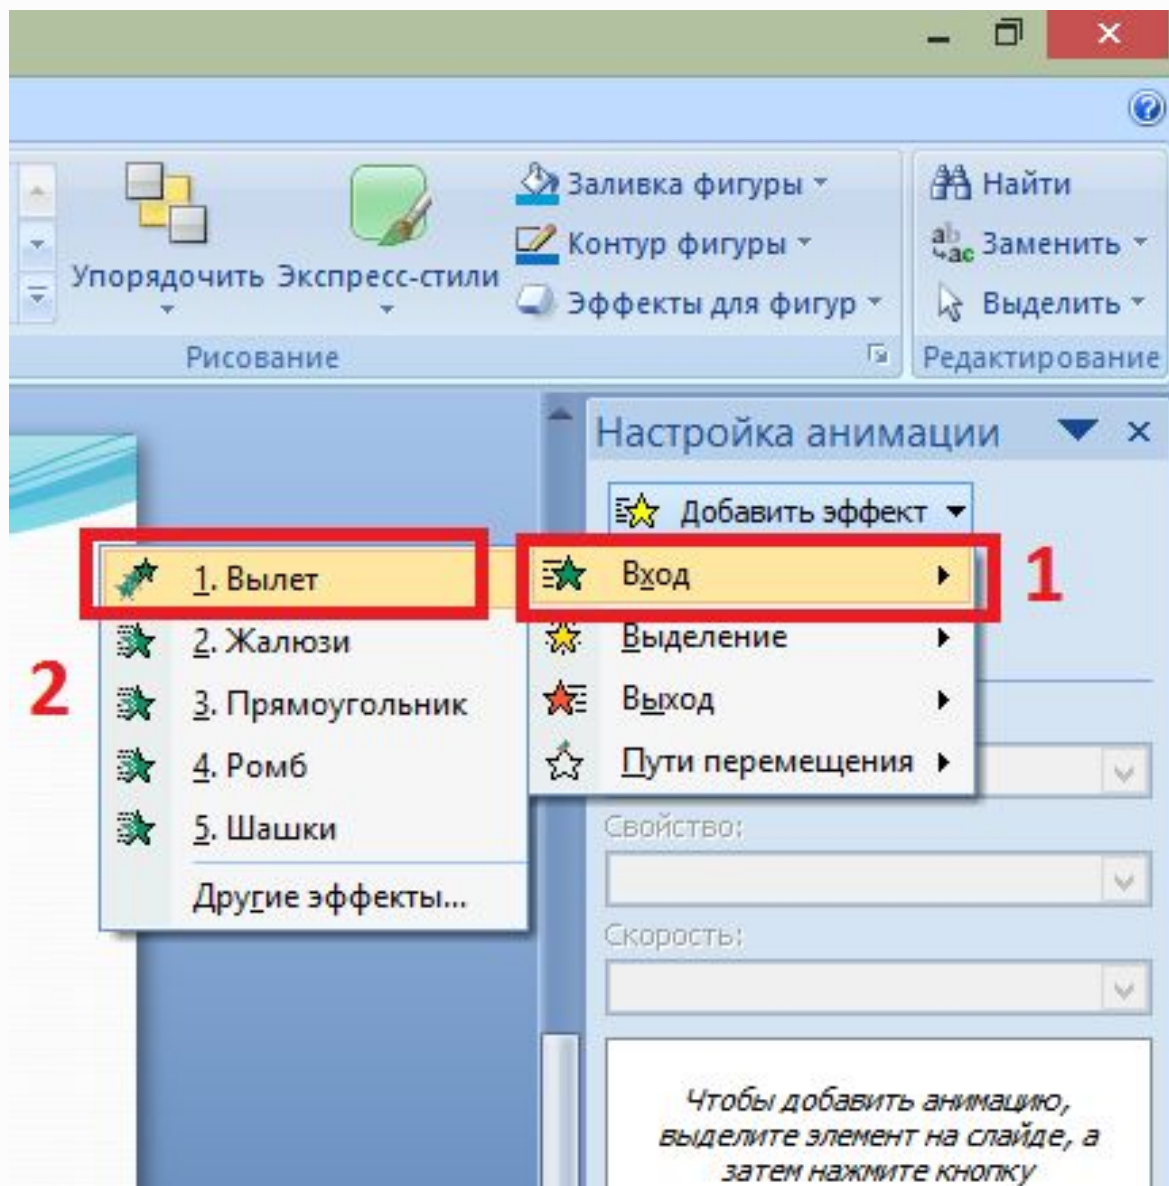 Заливка фигуры
Найти
Контур фигуры
ab
ac
Заменить
Упорядочить
Экспресс-стили
Эффекты для фигур
Выделить
Рисование
Редактирование
Настройка анимации
Добавить эффект
1. Вылет
Вход
1
2. Жалюзи
Выделение
2
3. Прямоугольник
Выход
4. Ромб
Пути перемещения
5. Шашки
Свойство:
Другие эффекты...
Скорость:
Чтобы добавить анимацию,
выделите элемент на слайде, а
затем нажмите кнопку